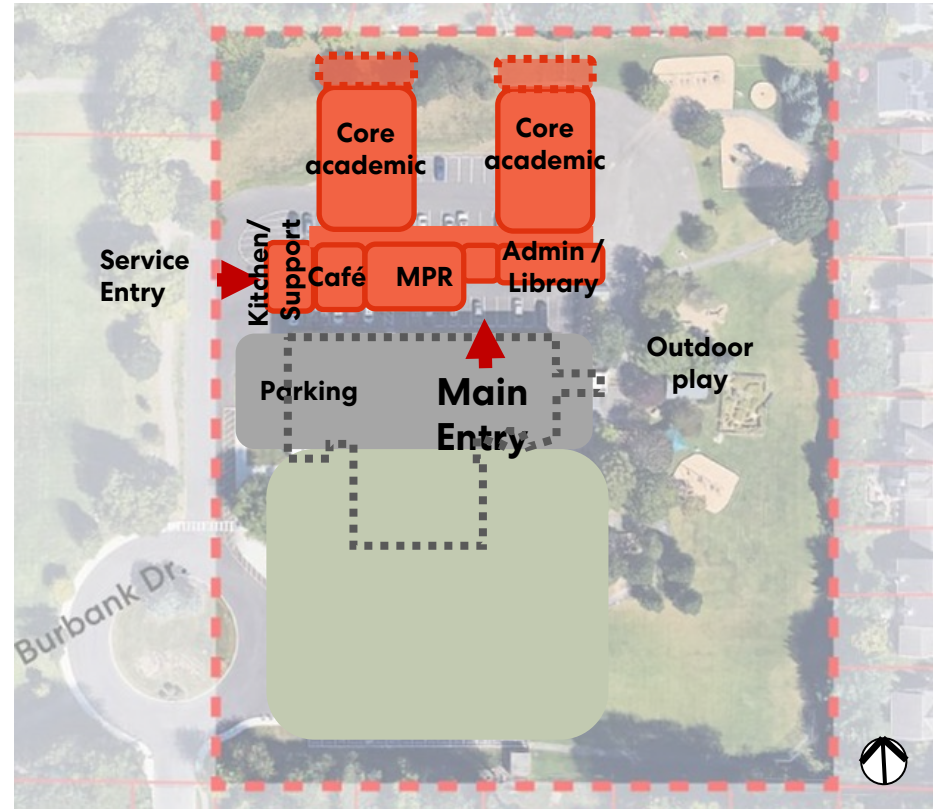 Core
academic
Core
academic
Service
Entry
Kitchen/
Support
Café
MPR
Admin /
Library
Parking
Main
Entry
Outdoor
play
Burbank Dr.